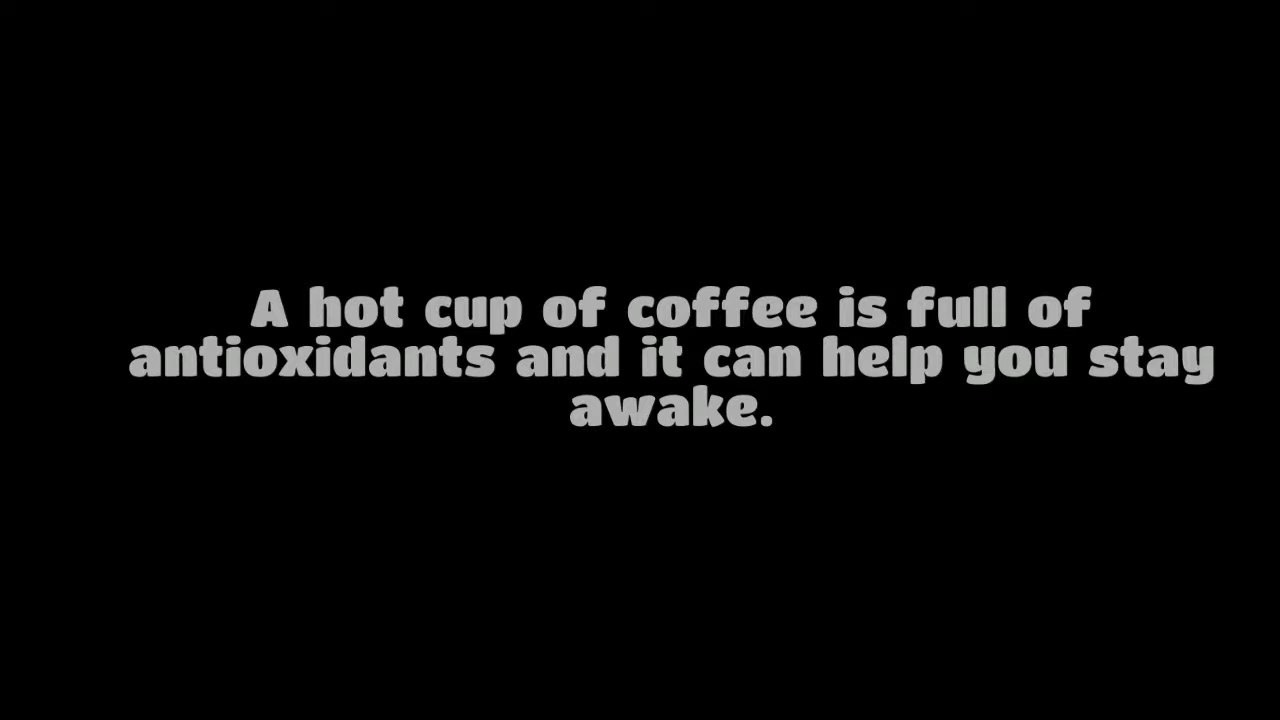 A hot cup of coffee is full of
antioxidants and it can help you stay
awake.